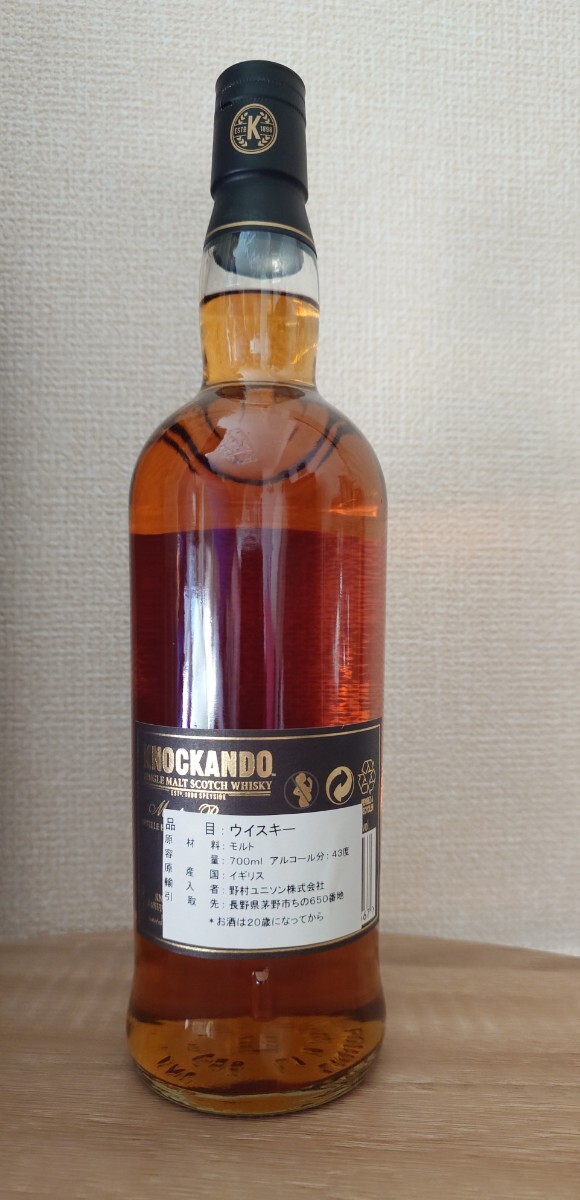 ESTD K 1898
KNOCKANDO
SINGLE MALT SCOTCH WHISKY
EST. 1898 SPEYSIDE
品目:ウイスキー
原材料:モルト
容量:700ml アルコール分:43度
原産国:イギリス
輸入者:野村ユニソン株式会社
引取先:長野県茅野市ちの650番地
*お酒は20歳になってから